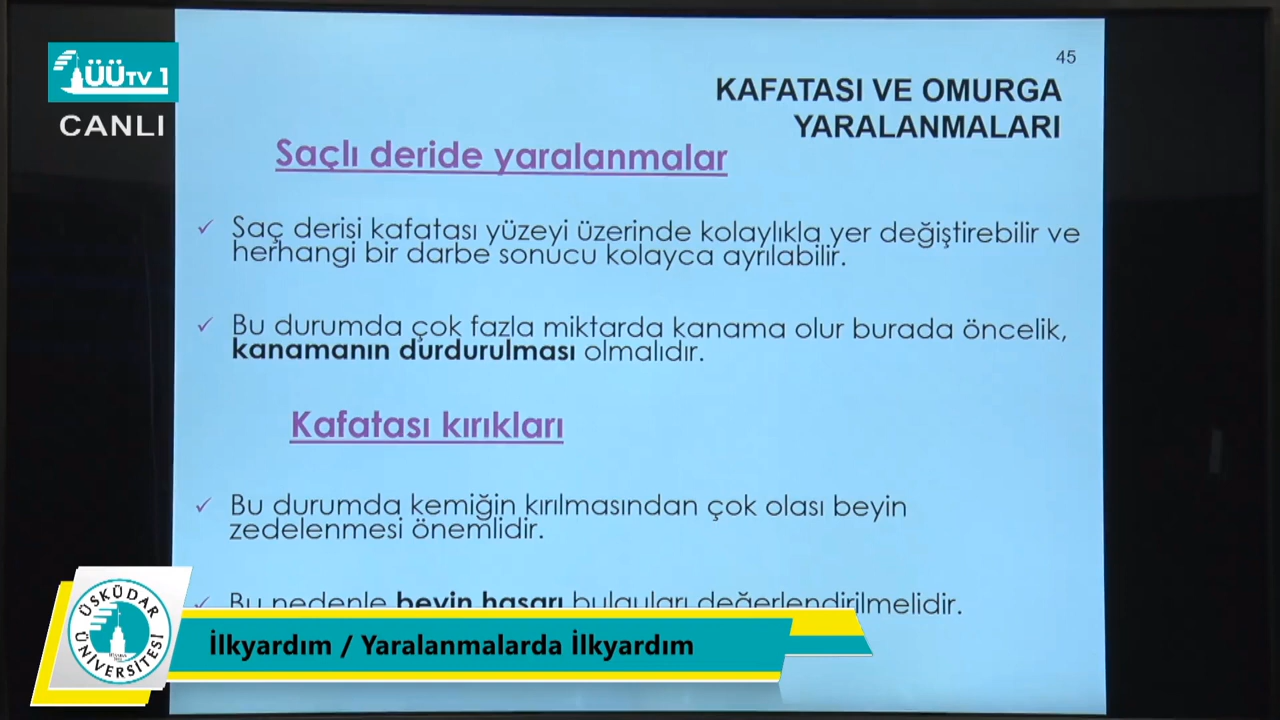 ÜÜTV 1
CANLI
45
KAFATASI VE OMURGA
YARALANMALARI
Saçlı deride yaralanmalar
✓ Saç derisi kafatası yüzeyi üzerinde kolaylıkla yer değiştirebilir ve
herhangi bir darbe sonucu kolayca ayrılabilir.
✓ Bu durumda çok fazla miktarda kanama olur burada öncelik,
kanamanın durdurulması olmalıdır.
Kafatası kırıkları
✓ Bu durumda kemiğin kırılmasından çok olası beyin
zedelenmesi önemlidir.
✓ Bu nedenle beyin hasarı bulguları değerlendirilmelidir.
ÜSKÜDAR
ÜNİVERSİTESİ
İlkyardım / Yaralanmalarda İlkyardım